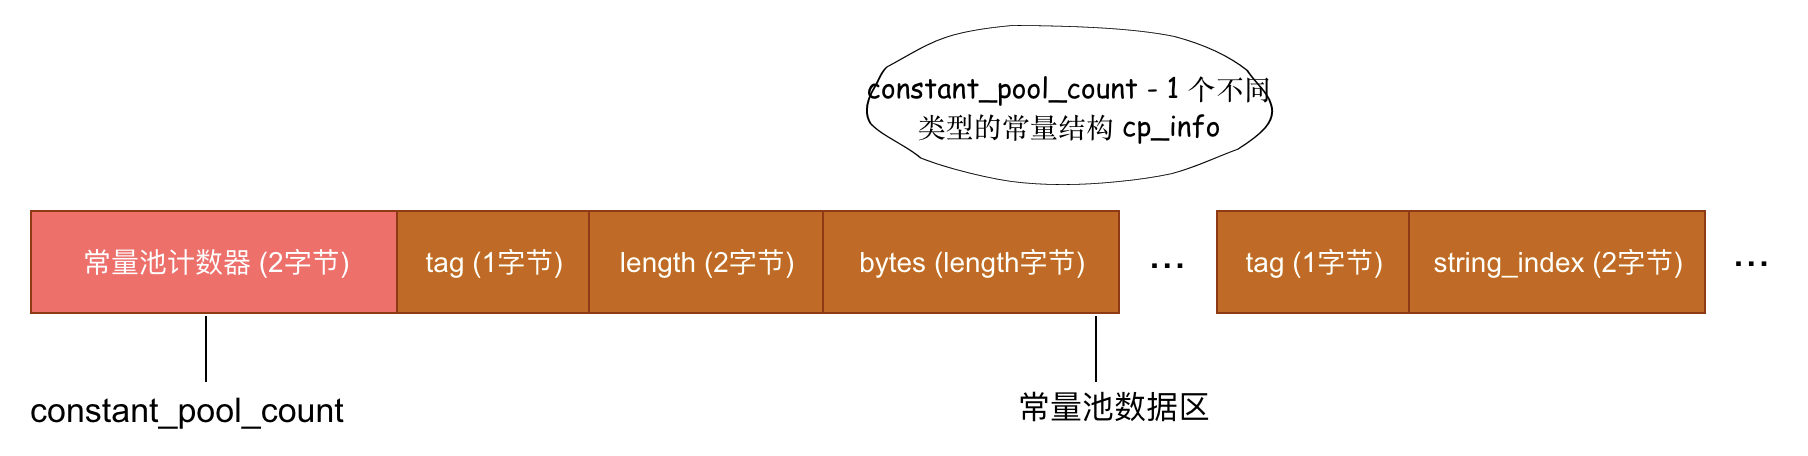 constant_pool_count - 1 个不同
类型的常量结构 cp_info
常量池计数器 (2字节)
tag (1字节)
length (2字节)
bytes (length字节)
...
tag (1字节)
string_index (2字节)
...
constant_pool_count
常量池数据区